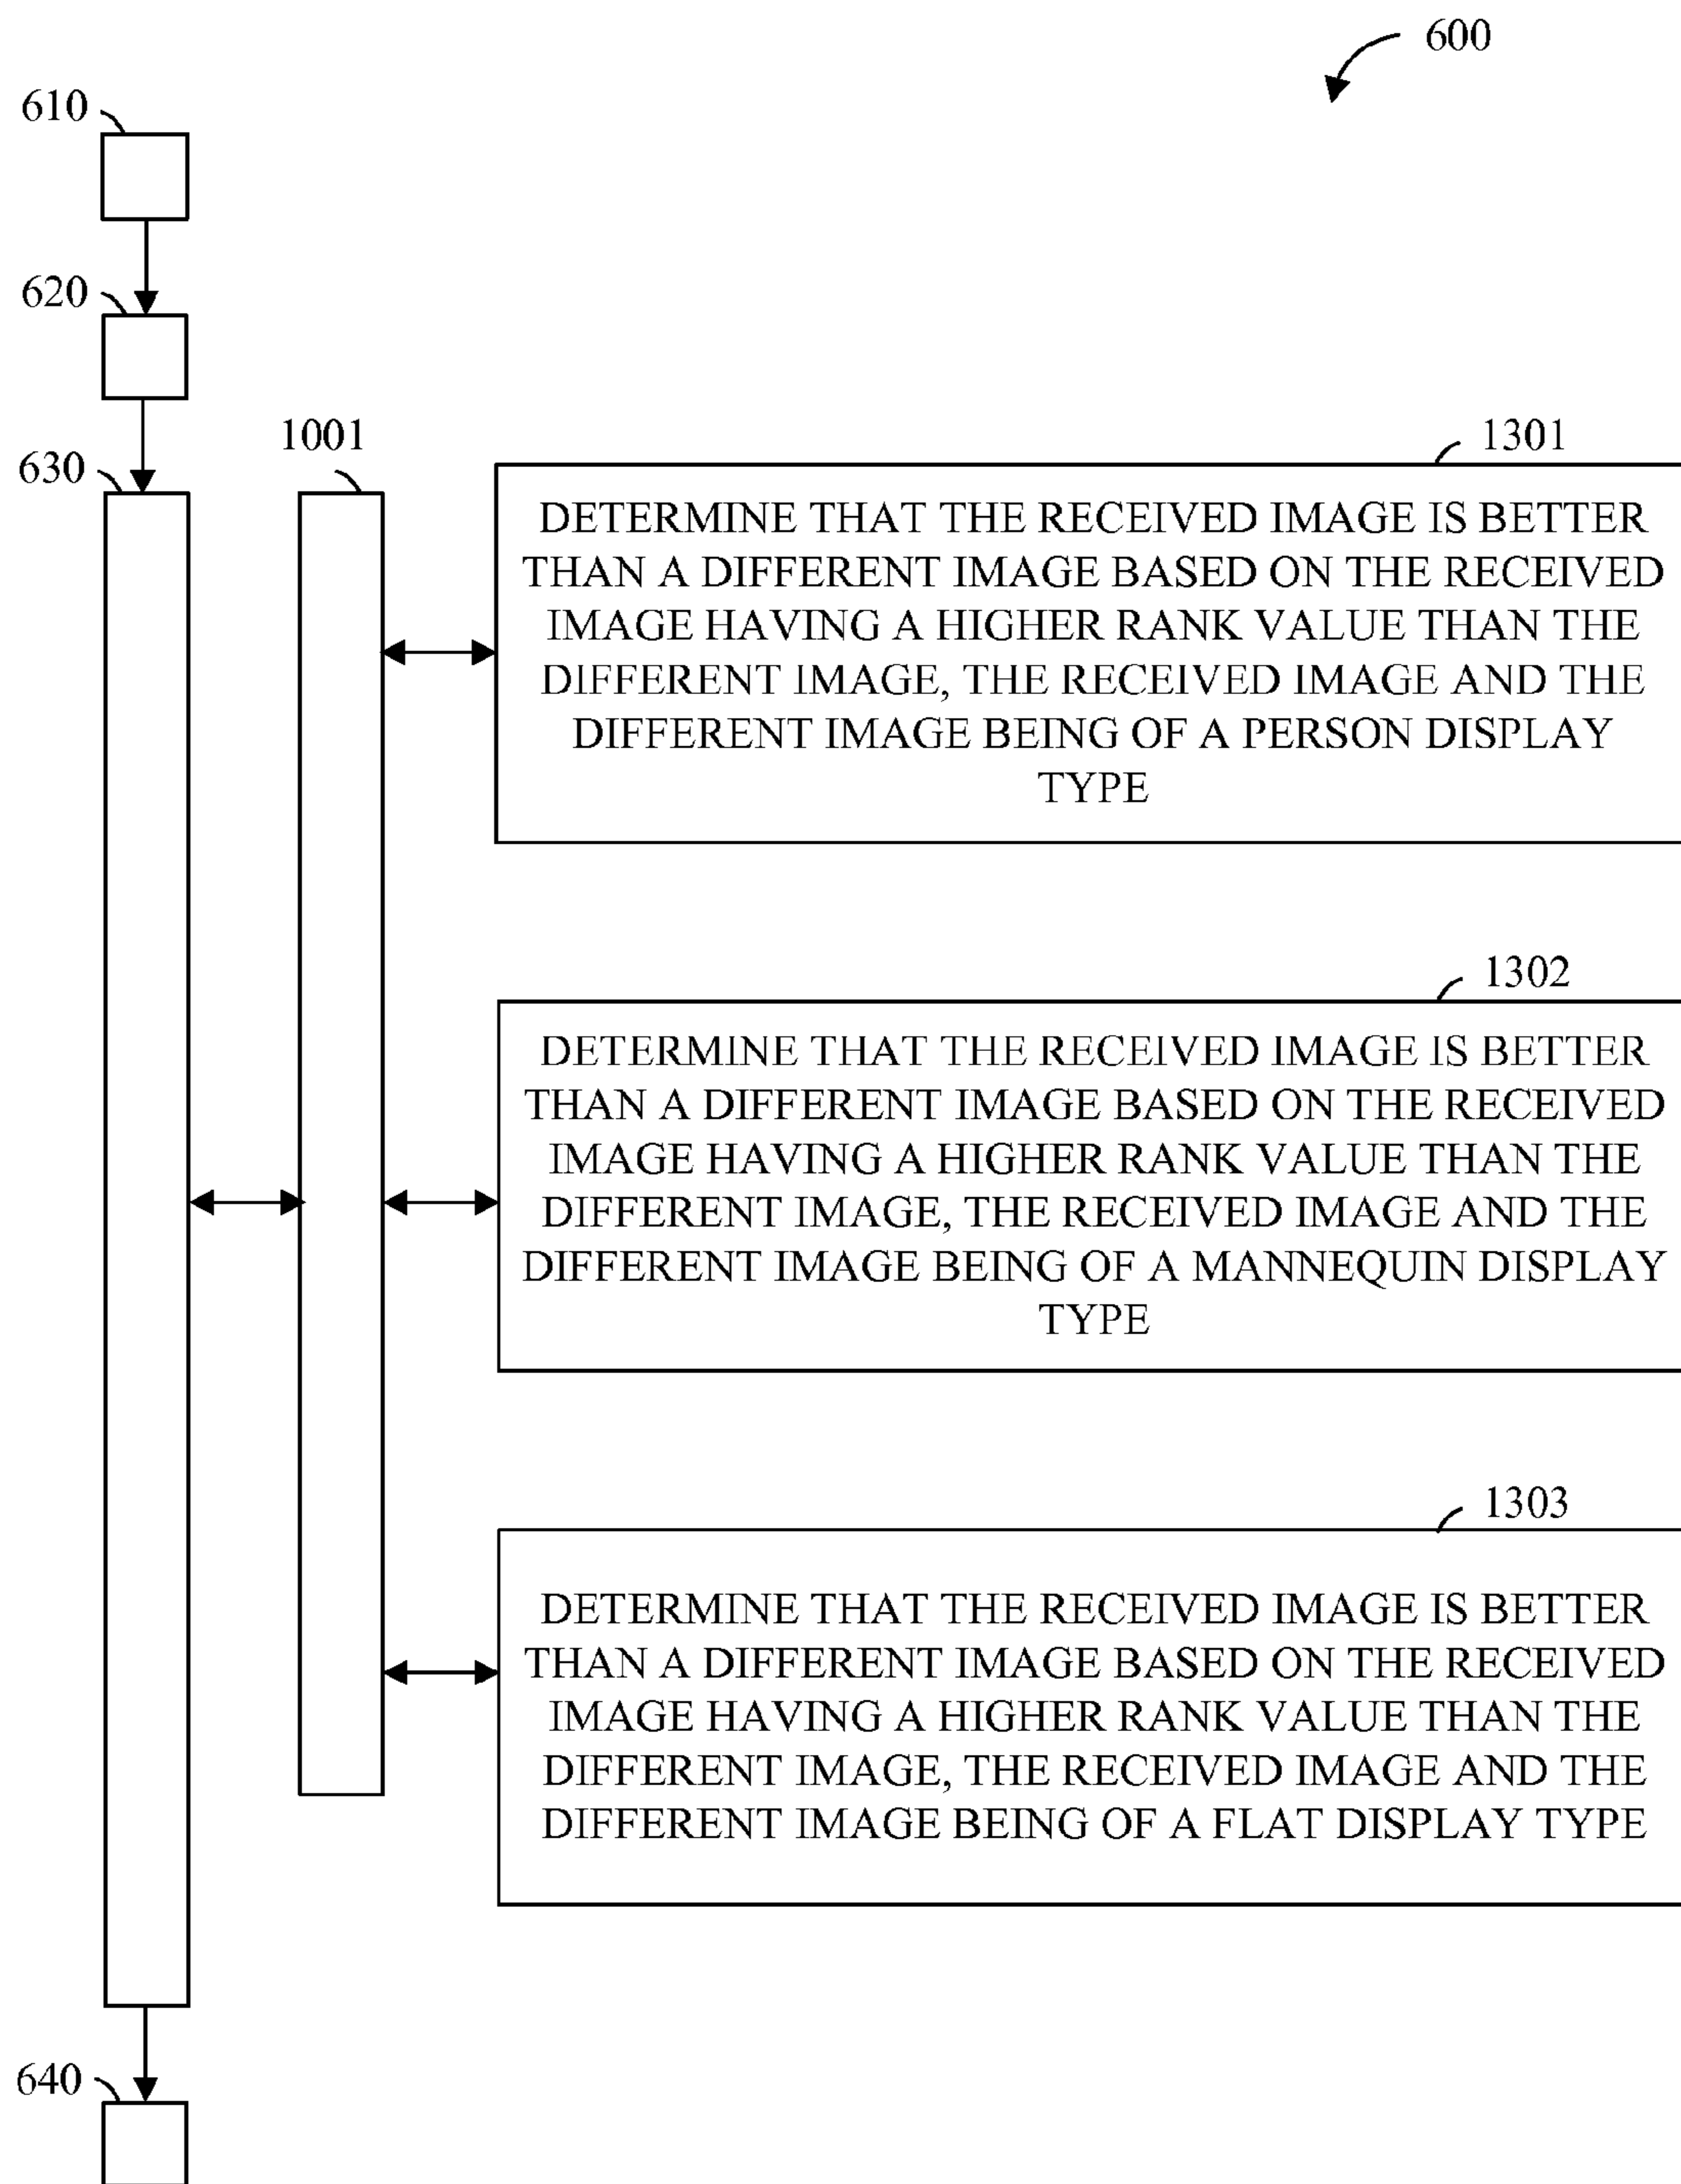 600
610
620
630
1001
1301
DETERMINE THAT THE RECEIVED IMAGE IS BETTER
THAN A DIFFERENT IMAGE BASED ON THE RECEIVED
IMAGE HAVING A HIGHER RANK VALUE THAN THE
DIFFERENT IMAGE, THE RECEIVED IMAGE AND THE
DIFFERENT IMAGE BEING OF A PERSON DISPLAY
TYPE
1302
DETERMINE THAT THE RECEIVED IMAGE IS BETTER
THAN A DIFFERENT IMAGE BASED ON THE RECEIVED
IMAGE HAVING A HIGHER RANK VALUE THAN THE
DIFFERENT IMAGE, THE RECEIVED IMAGE AND THE
DIFFERENT IMAGE BEING OF A MANNEQUIN DISPLAY
TYPE
1303
DETERMINE THAT THE RECEIVED IMAGE IS BETTER
THAN A DIFFERENT IMAGE BASED ON THE RECEIVED
IMAGE HAVING A HIGHER RANK VALUE THAN THE
DIFFERENT IMAGE, THE RECEIVED IMAGE AND THE
DIFFERENT IMAGE BEING OF A FLAT DISPLAY TYPE
640